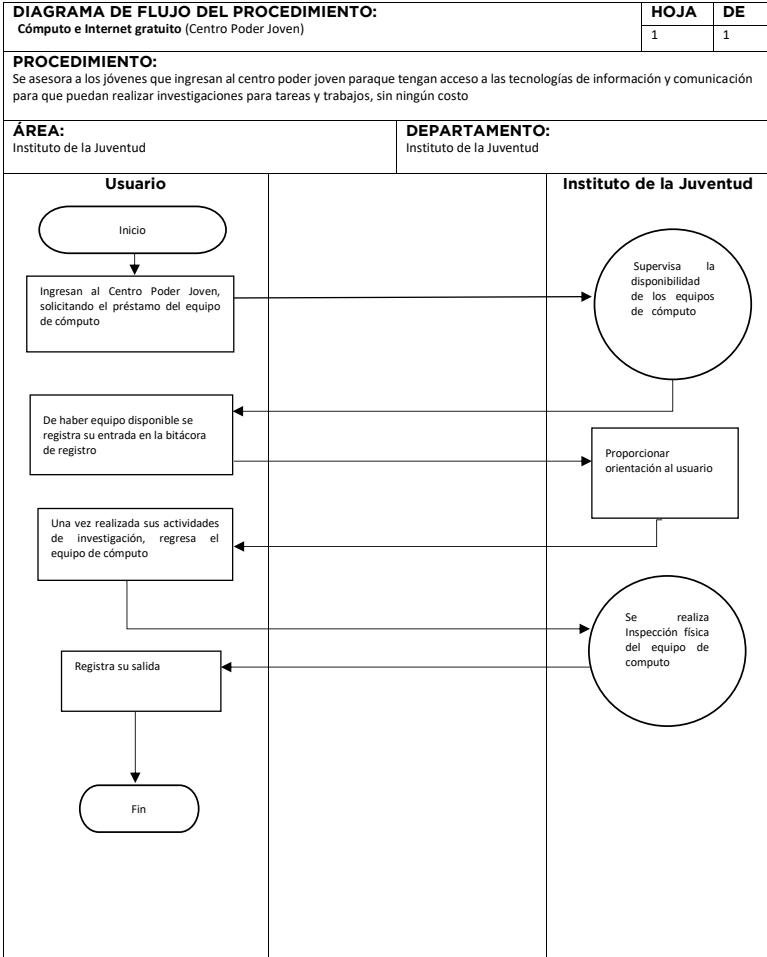 DIAGRAMA DE FLUJO DEL PROCEDIMIENTO:
Cómputo e Internet gratuito (Centro Poder Joven)
HOJA DE
1 1
PROCEDIMIENTO:
Se asesora a los jóvenes que ingresan al centro poder joven paraque tengan acceso a las tecnologías de información y comunicación
para que puedan realizar investigaciones para tareas y trabajos, sin ningún costo
ÁREA:
Instituto de la Juventud
DEPARTAMENTO:
Instituto de la Juventud
Usuario
Instituto de la Juventud
Inicio
Ingresan al Centro Poder Joven,
solicitando el préstamo del equipo
de cómputo
Supervisa la
disponibilidad
de los equipos
de cómputo
De haber equipo disponible se
registra su entrada en la bitácora
de registro
Proporcionar
orientación al usuario
Una vez realizada sus actividades
de investigación, regresa el
equipo de cómputo
Se realiza
Inspección física
del equipo de
computo
Registra su salida
Fin